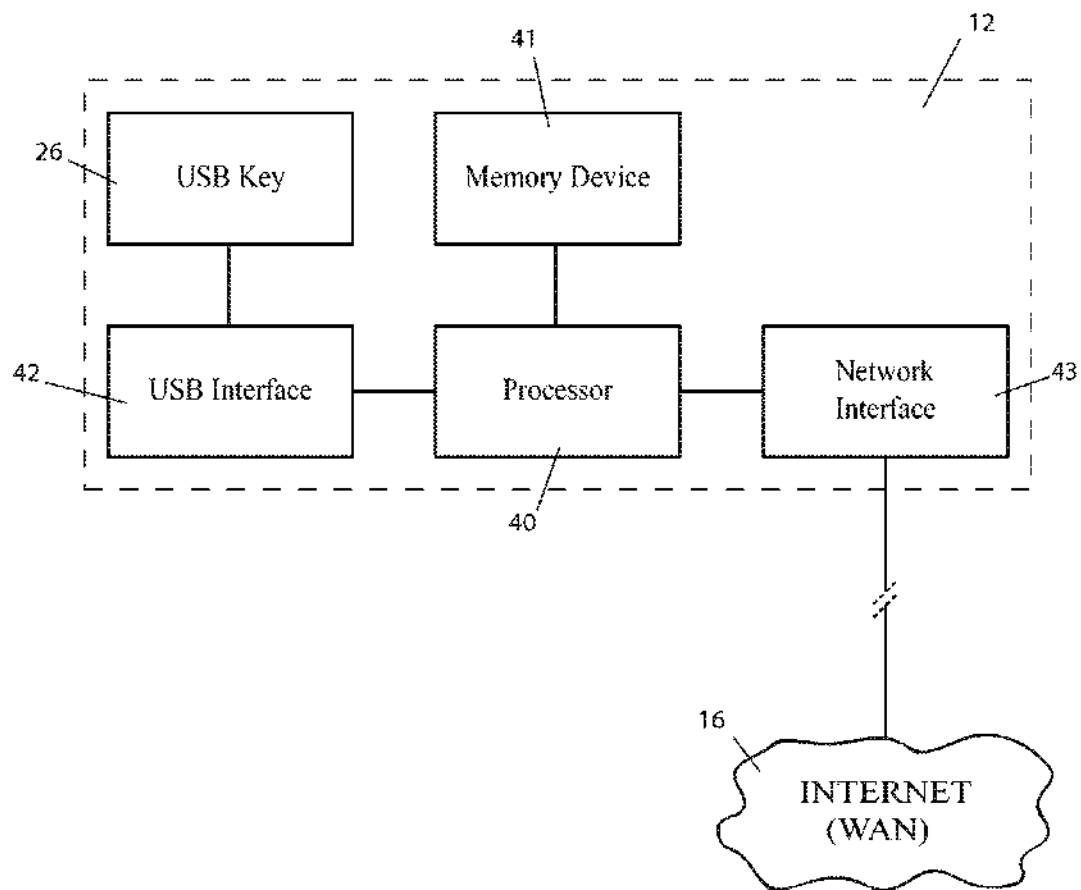 41
12
26
USB Key
Memory Device
42
USB Interface
Processor
Network
Interface
43
40
16
INTERNET
(WAN)